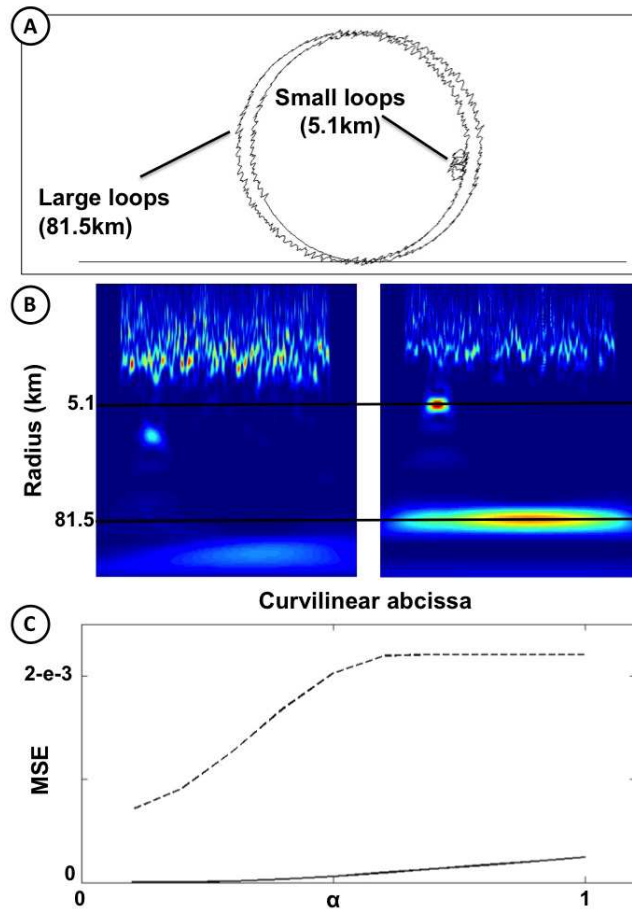 A
Small loops
(5.1km)
Large loops
(81.5km)
B
Radius (km)
5.1
81.5
Curvilinear abcissa
C
2-e-3
MSE
0
0
α
1